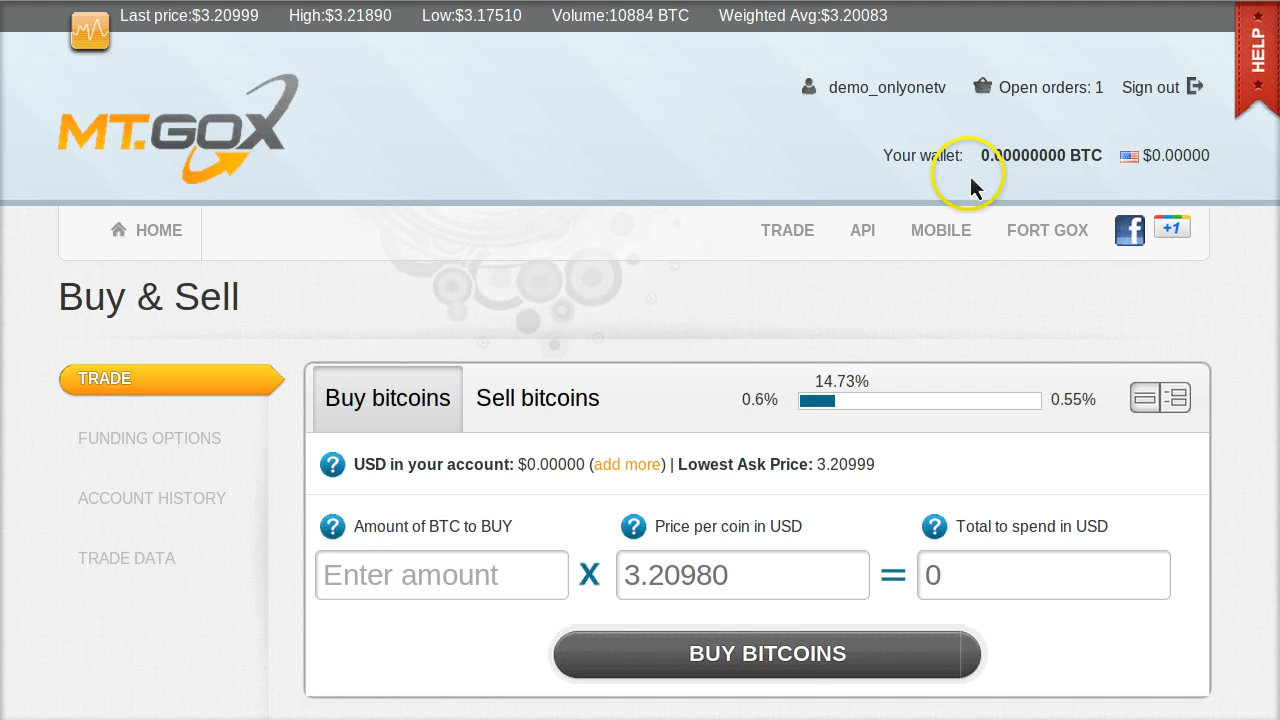 Last price:$3.20999 High:$3.21890 Low:$3.17510 Volume:10884 BTC Weighted Avg:$3.20083
HELP
demo_onlyonetv Open orders: 1 Sign out
MT.GOX
Your wallet: 0.00000000 BTC $0.00000
HOME TRADE API MOBILE FORT GOX f +1
Buy & Sell
TRADE
FUNDING OPTIONS
ACCOUNT HISTORY
TRADE DATA
Buy bitcoins Sell bitcoins 0.6% 14.73% 0.55%
? USD in your account: $0.00000 (add more) | Lowest Ask Price: 3.20999
? Amount of BTC to BUY ? Price per coin in USD ? Total to spend in USD
Enter amount X 3.20980 = 0
BUY BITCOINS